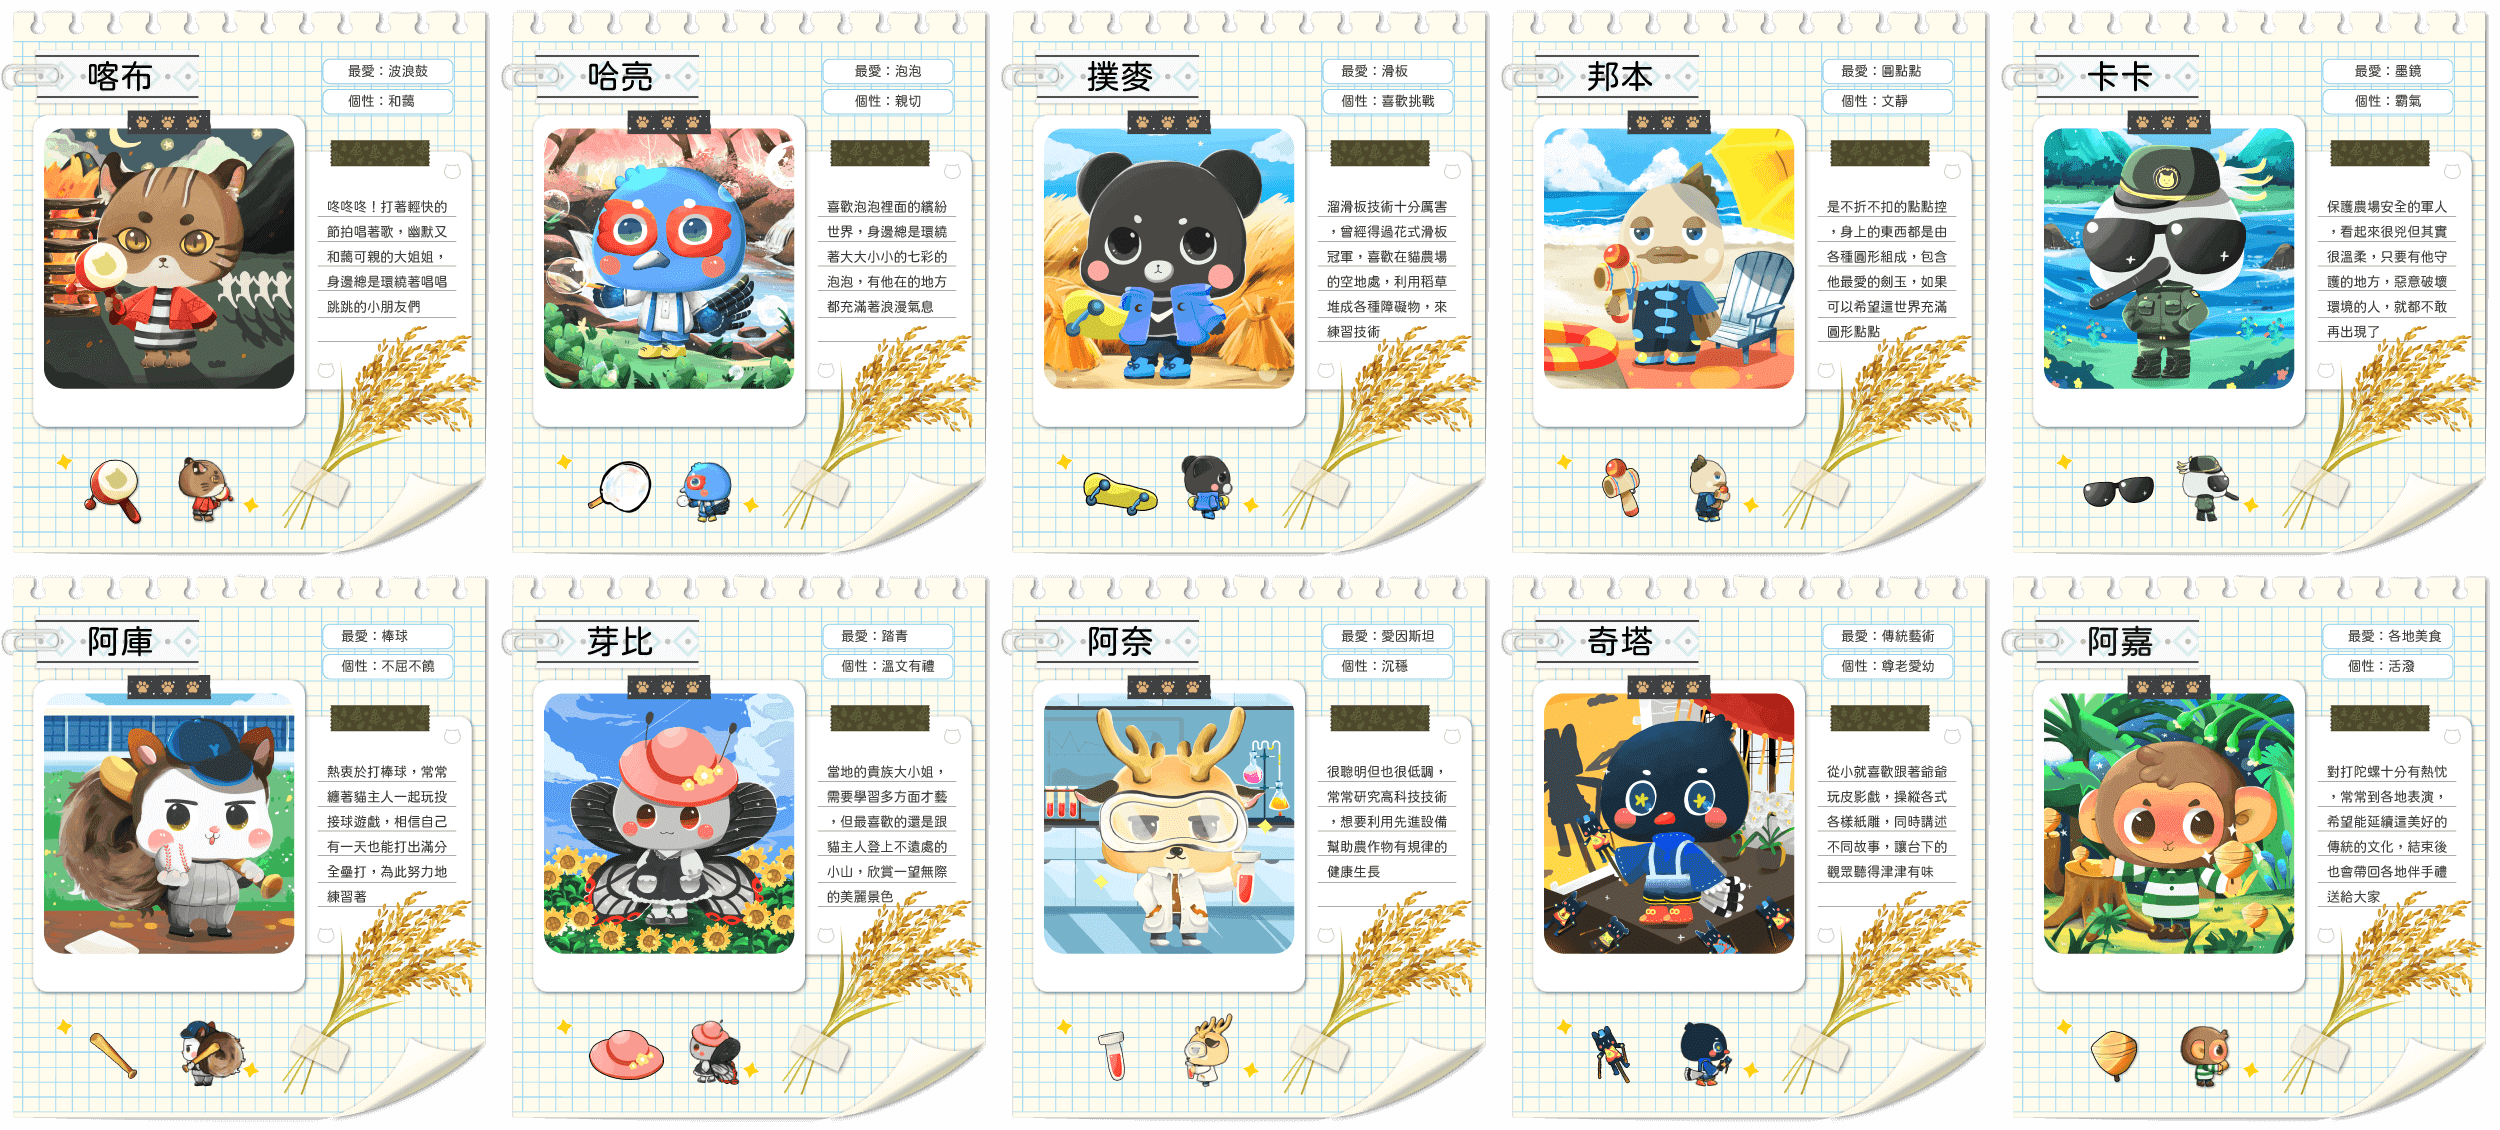 喀布
最愛：波浪鼓
個性：和藹
咚咚咚！打著輕快的
節拍唱著歌，幽默又
和藹可親的大姐姐，
身邊總是環繞著唱唱
跳跳的小朋友們
哈亮
最愛：泡泡
個性：親切
喜歡泡泡裡面的繽紛
世界，身邊總是環繞
著大大小小的七彩的
泡泡，有他在的地方
都充滿著浪漫氣息
撲麥
最愛：滑板
個性：喜歡挑戰
溜滑板技術十分厲害
，曾經得過花式滑板
冠軍，喜歡在貓農場
的空地處，利用稻草
堆成各種障礙物，來
練習技術
邦本
最愛：圓點點
個性：文靜
是不折不扣的點點控
，身上的東西都是由
各種圓形組成，包含
他最愛的劍玉，如果
可以希望這世界充滿
圓形點點
卡卡
最愛：墨鏡
個性：霸氣
保護農場安全的軍人
，看起來很兇但其實
很溫柔，只要有他守
護的地方，惡意破壞
環境的人，就都不敢
再出現了
阿庫
最愛：棒球
個性：不屈不饒
熱衷於打棒球，常常
纏著貓主人一起玩投
接球遊戲，相信自己
有一天也能打出滿分
全壘打，為此努力地
練習著
芽比
最愛：踏青
個性：溫文有禮
當地的貴族大小姐，
需要學習多方面才藝
，但最喜歡的還是跟
貓主人登上不遠處的
小山，欣賞一望無際
的美麗景色
阿奈
最愛：愛因斯坦
個性：沉穩
很聰明但也很低調，
常常研究高科技技術
，想要利用先進設備
幫助農作物有規律的
健康生長
奇塔
最愛：傳統藝術
個性：尊老愛幼
從小就喜歡跟著爺爺
玩皮影戲，操縱各式
各樣紙雕，同時講述
不同故事，讓台下的
觀眾聽得津津有味
阿嘉
最愛：各地美食
個性：活潑
對打陀螺十分有熱忱
，常常到各地表演，
希望能延續這美好的
傳統的文化，結束後
也會帶回各地伴手禮
送給大家